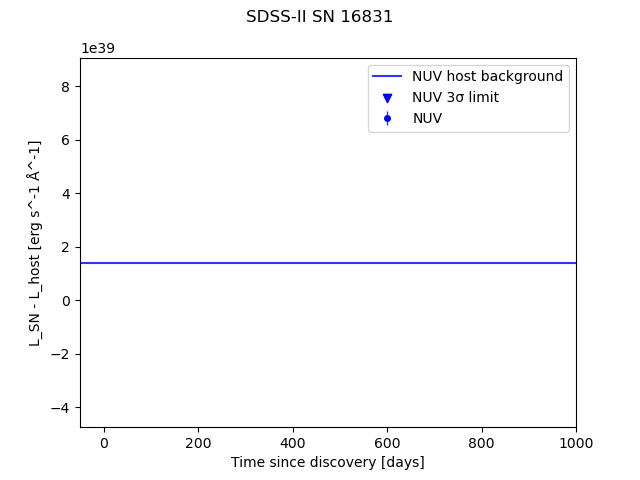 SDSS-II SN 16831
1e39
NUV host background
NUV 3σ limit
NUV
8
6
4
2
0
−2
−4
L_SN - L_host [erg s^-1 Å^-1]
0 200 400 600 800 1000
Time since discovery [days]